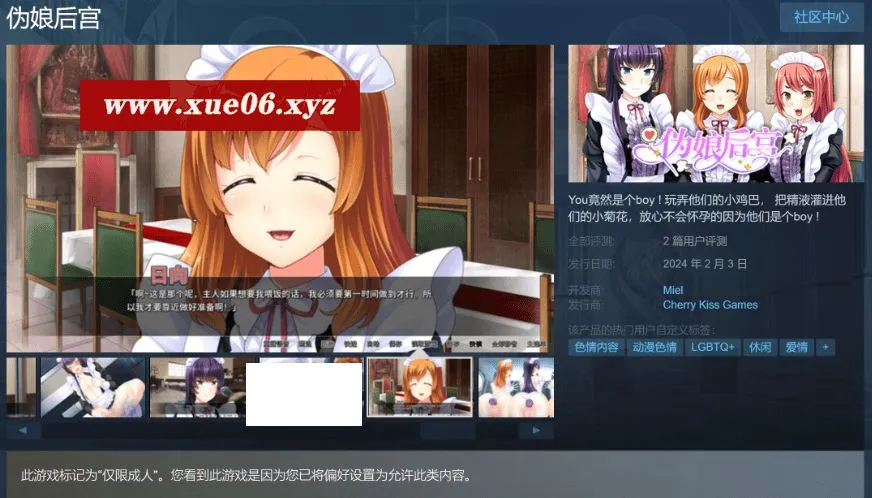 伪娘后宫
社区中心
www.xue06.xyz
伪娘后宫
You竟然是个boy！玩弄他们的小鸡巴， 把精液灌进他
们的小菊花，放心不会怀孕的因为他们是个boy！
全部评测:
2 篇用户评测
发行日期:
2024 年 2 月 3 日
开发商:
Miel
发行商:
Cherry Kiss Games
该产品的热门用户自定义标签：
色情内容
动漫色情
LGBTQ+
休闲
爱情
+
日向
「啊~这是那个呢，主人如果想要我喂饭的话，我必须要第一时间做到才行。所
以我才要靠近做好准备啊！」
此游戏标记为“仅限成人”。您看到此游戏是因为您已将偏好设置为允许此类内容。